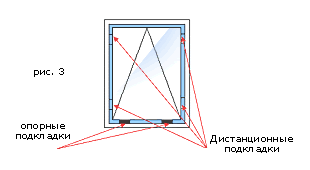 рис. 3
опорные
подкладки
Дистанционные
подкладки